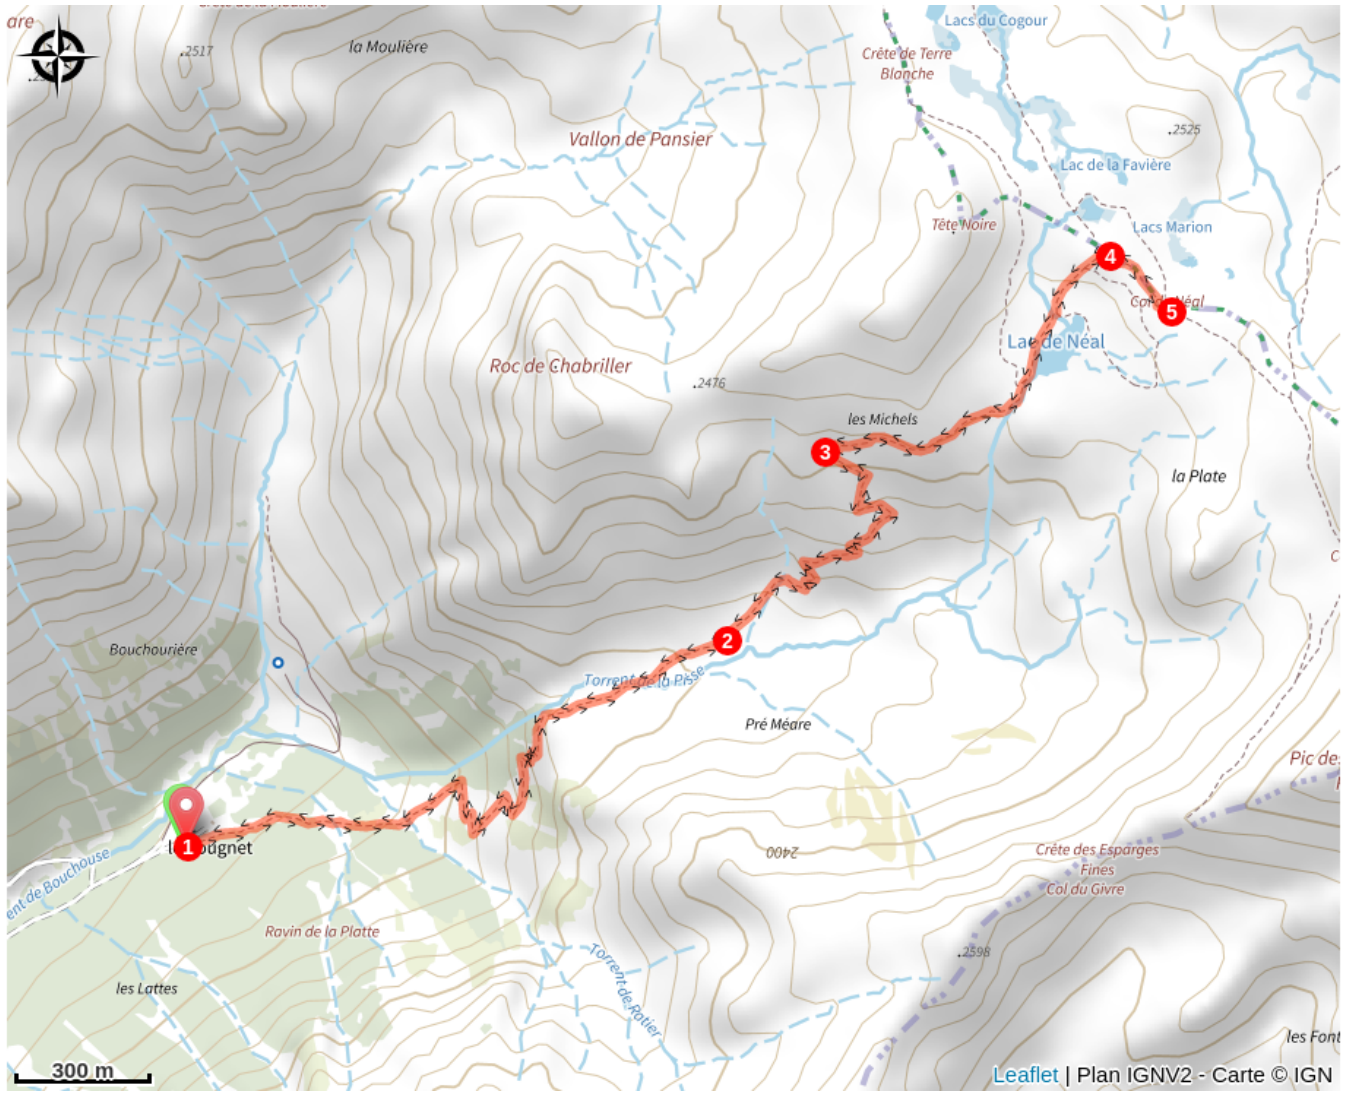 are
.2517
la Moulière
Lacs du Cogour
Crête de Terre
Blanche
Vallon de Pansier
.2525
Lac de la Favière
Tête Noire
Lacs Marion
4
5
Lac de Néal
Roc de Chabriller
.2476
les Michels
3
la Plate
Bouchourière
2
Torrent de la Pisse
Pré Méare
Pic de
1
2400
Crête des Esparges
Fines
Col du Givre
ent de Bouchouse
Ravin de la Platte
.2598
les Lattes
Torrent de Ratier
les Font
300 m
Leaflet | Plan IGNV2 - Carte © IGN